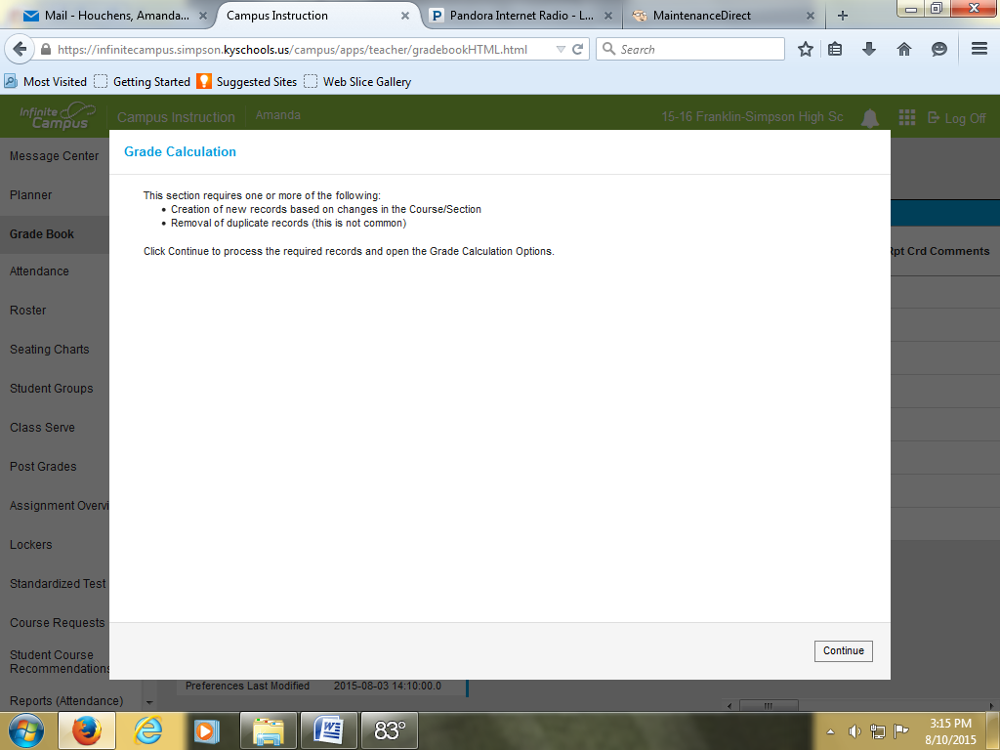 Mail - Houchens, Amanda...
Campus Instruction
Pandora Internet Radio - L...
MaintenanceDirect
https://infinitecampus.simpson.kyschools.us/campus/apps/teacher/gradebookHTML.html
Search
Most Visited
Getting Started
Suggested Sites
Web Slice Gallery
Infinite Campus
Campus Instruction
Amanda
15-16 Franklin-Simpson High Sc
Log Off
Message Center
Planner
Grade Book
Attendance
Roster
Seating Charts
Student Groups
Class Serve
Post Grades
Assignment Overvi
Lockers
Standardized Test
Course Requests
Student Course
Recommendations
Reports (Attendance)
Grade Calculation
This section requires one or more of the following:
• Creation of new records based on changes in the Course/Section
• Removal of duplicate records (this is not common)
Click Continue to process the required records and open the Grade Calculation Options.
Continue
Rpt Crd Comments
Preferences Last Modified 2015-08-03 14:10:00.0
83°
3:15 PM
8/10/2015